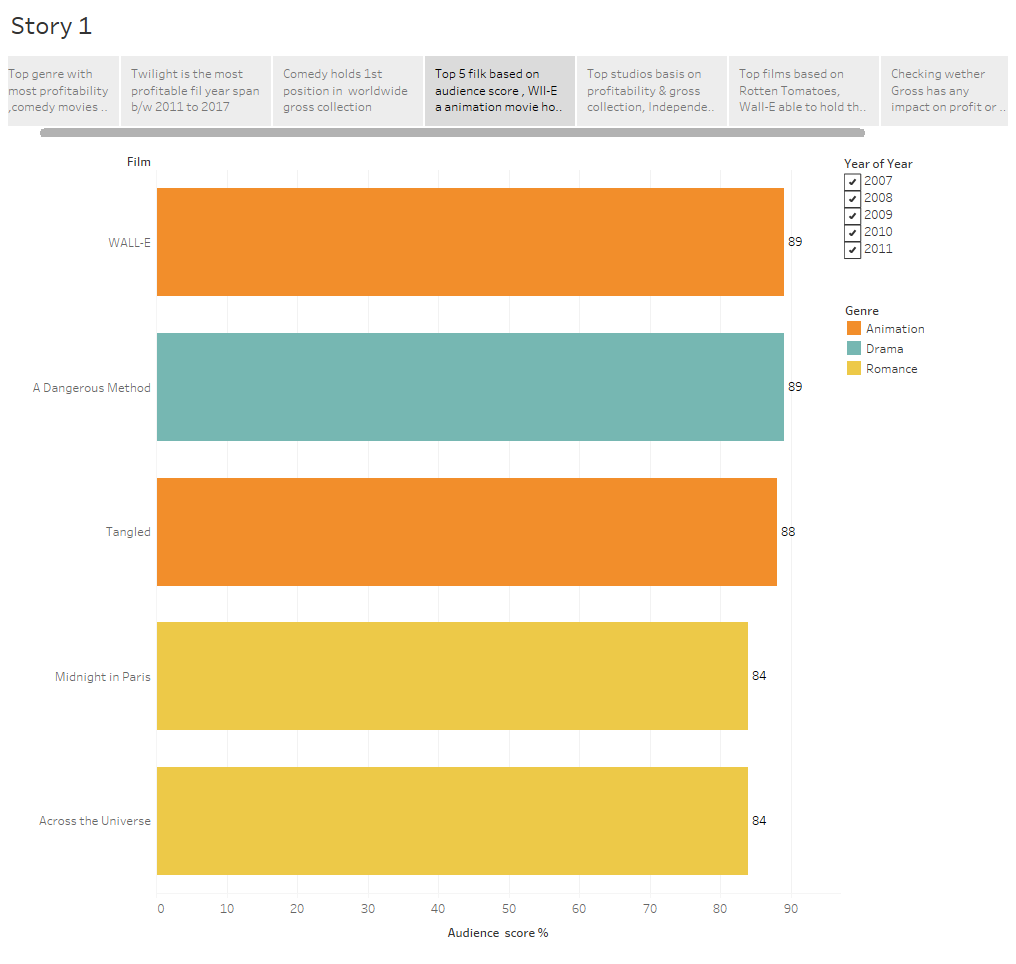 Story 1
Top genre with
most profitability
,comedy movies ..
Twilight is the most
profitable fil year span
b/w 2011 to 2017
Comedy holds 1st
position in worldwide
gross collection
Top 5 filk based on
audience score , WII-E
a animation movie ho..
Top studios basis on
profitability & gross
collection, Independe..
Top films based on
Rotten Tomatoes,
Wall-E able to hold th..
Checking wether
Gross has any
impact on profit or ..
Film
WALL-E
89
A Dangerous Method
89
Tangled
88
Midnight in Paris
84
Across the Universe
84
0 10 20 30 40 50 60 70 80 90
Audience score %
Year of Year
2007
2008
2009
2010
2011
Genre
Animation
Drama
Romance